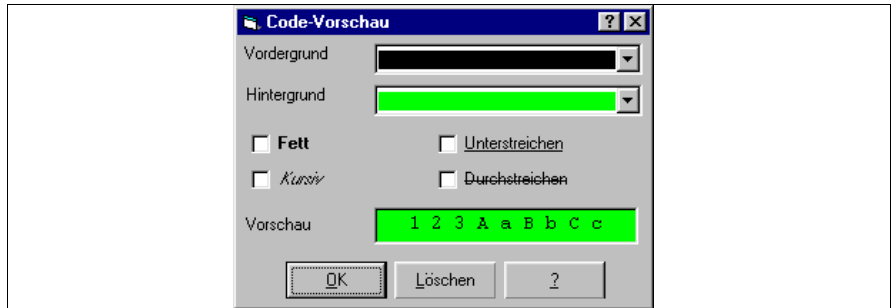 Code-Vorschau ?
Vordergrund
Hintergrund
Fett Unterstreichen
Kursiv Durchstreichen
Vorschau 1 2 3 A a B b C c
OK Löschen ?